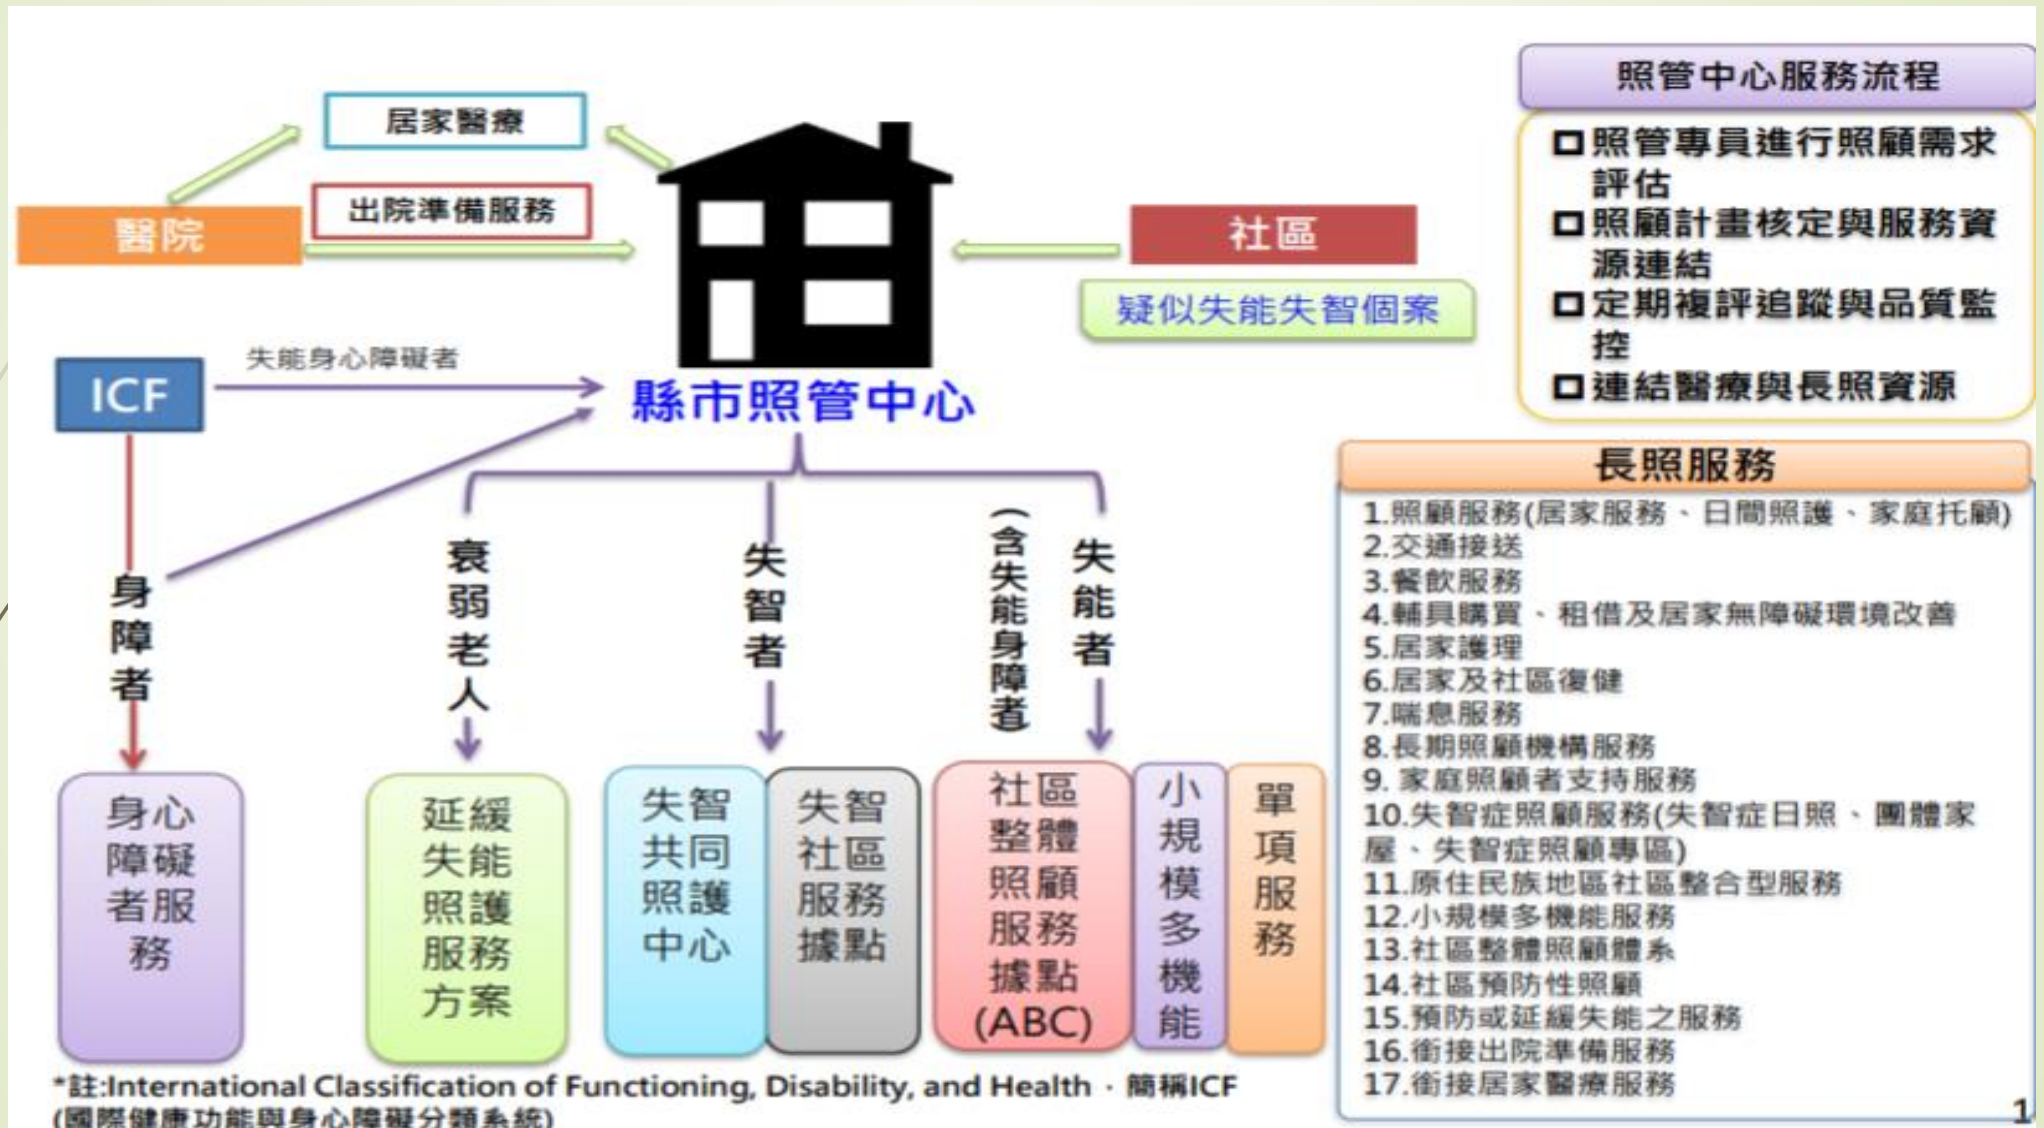 居家醫療
出院準備服務
醫院
社區
疑似失能失智個案
ICF
失能身心障礙者
縣市照管中心
身障者
衰弱老人
失智者
(含失能身障者)
失能者
身心
障礙
者服
務
延緩
失能
照護
服務
方案
失智
共同
照護
中心
失智
社區
服務
據點
社區
整體
照顧
服務
據點
(ABC)
小規模多機能
單項服務
*註:International Classification of Functioning, Disability, and Health，簡稱ICF
(國際健康功能與身心障礙分類系統)
照管中心服務流程
照管專員進行照顧需求
評估
照顧計畫核定與服務資
源連結
定期複評追蹤與品質監
控
連結醫療與長照資源
長照服務
1.照顧服務(居家服務、日間照護、家庭托顧)
2.交通接送
3.餐飲服務
4.輔具購買、租借及居家無障礙環境改善
5.居家護理
6.居家及社區復健
7.喘息服務
8.長期照顧機構服務
9. 家庭照顧者支持服務
10.失智症照顧服務(失智症日照、團體家
屋、失智症照顧專區)
11.原住民族地區社區整合型服務
12.小規模多機能服務
13.社區整體照顧體系
14.社區預防性照顧
15.預防或延緩失能之服務
16.銜接出院準備服務
17.銜接居家醫療服務
1